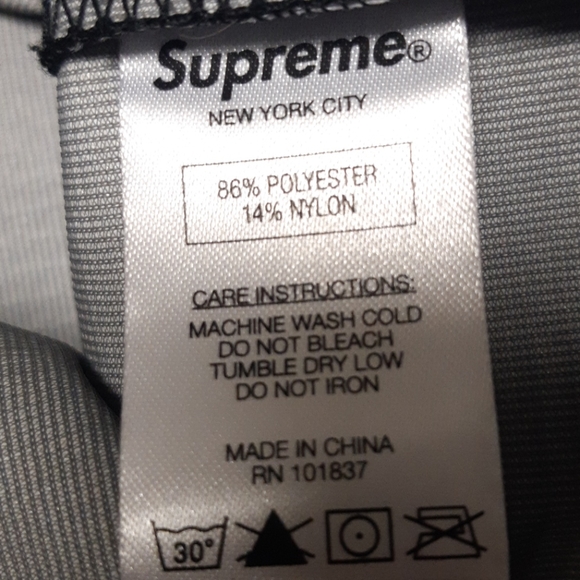 Supreme®
NEW YORK CITY
86% POLYESTER
14% NYLON
CARE INSTRUCTIONS:
MACHINE WASH COLD
DO NOT BLEACH
TUMBLE DRY LOW
DO NOT IRON
MADE IN CHINA
RN 101837
30°